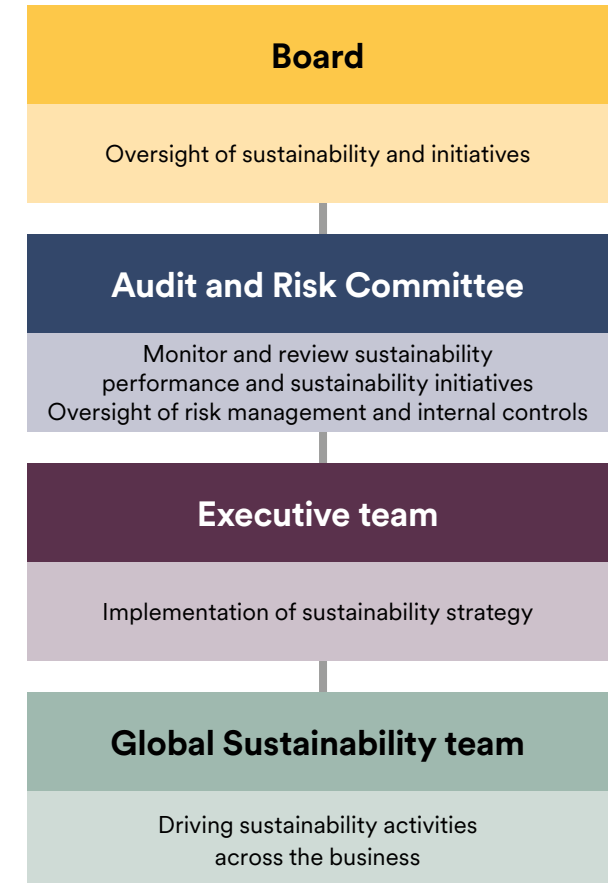 Board
Oversight of sustainability and initiatives
Audit and Risk Committee
Monitor and review sustainability
performance and sustainability initiatives
Oversight of risk management and internal controls
Executive team
Implementation of sustainability strategy
Global Sustainability team
Driving sustainability activities
across the business